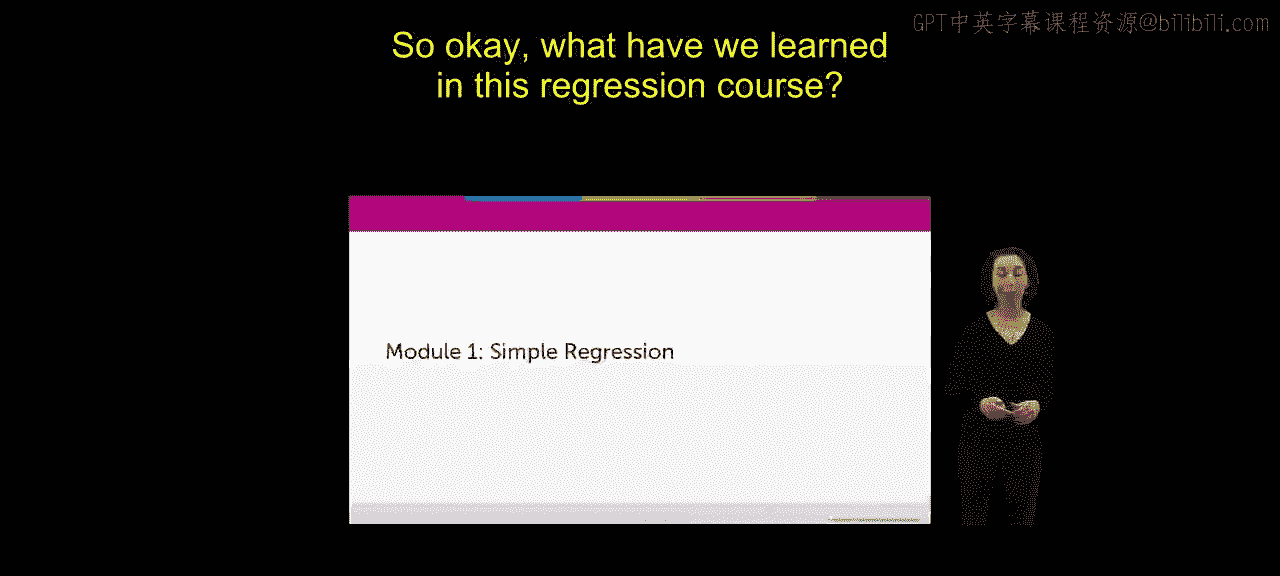 GPT中英字幕课程资源@bilibili.com
So okay, what have we learned
in this regression course?
Module 1: Simple Regression